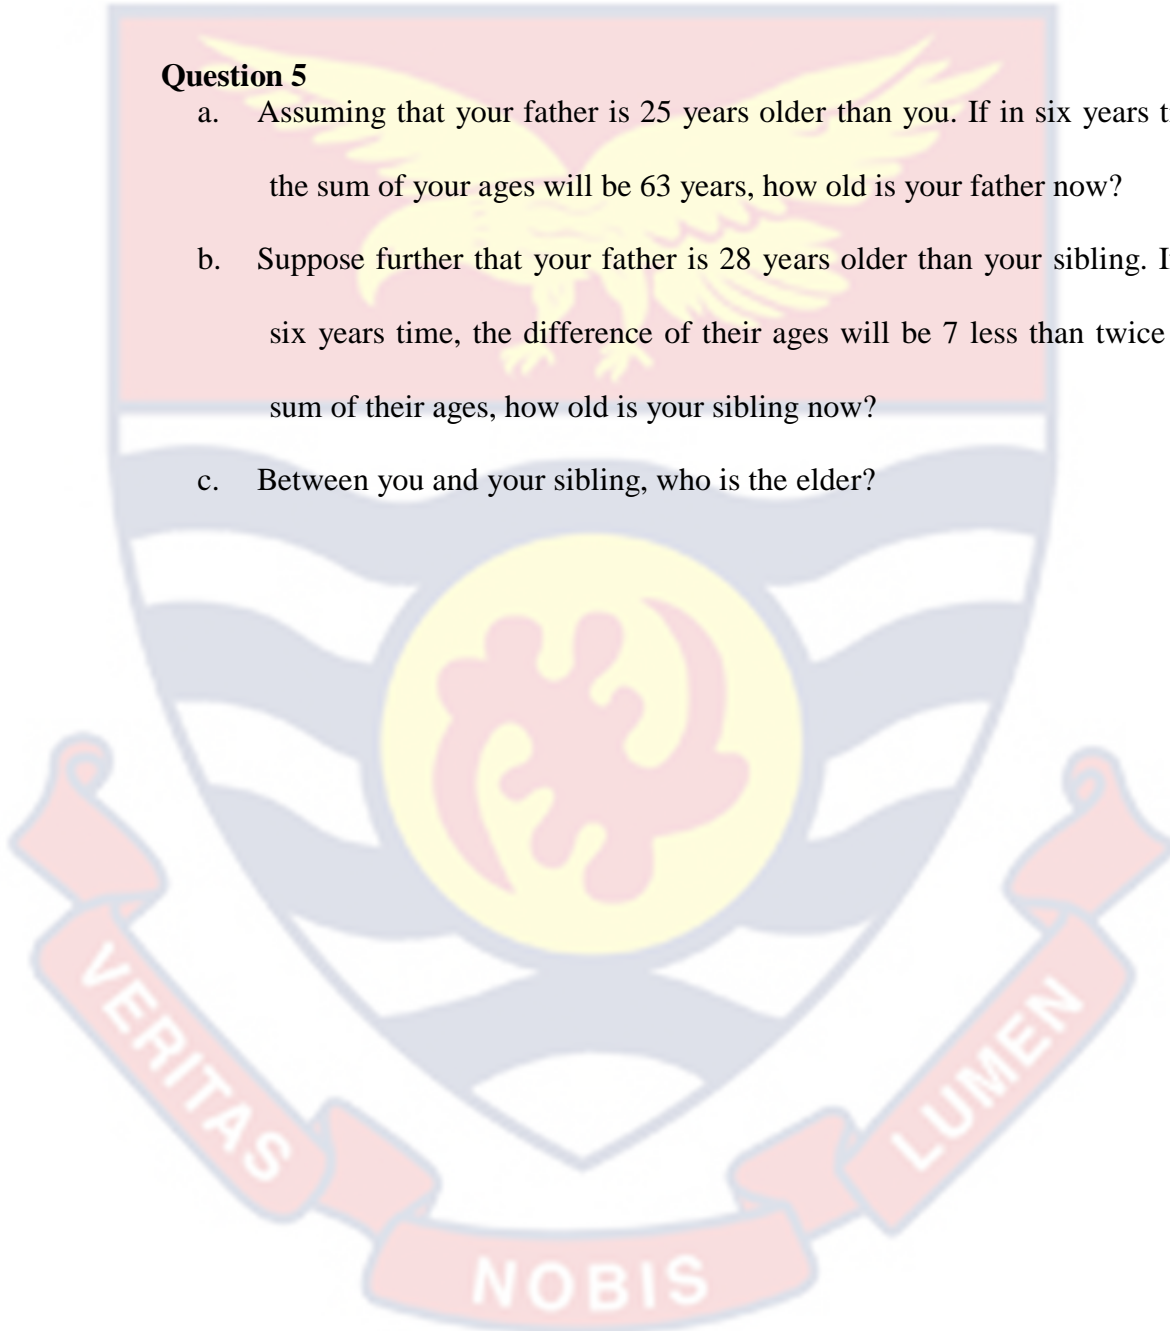 Question 5
a. Assuming that your father is 25 years older than you. If in six years t
the sum of your ages will be 63 years, how old is your father now?
b. Suppose further that your father is 28 years older than your sibling. I
six years time, the difference of their ages will be 7 less than twice
sum of their ages, how old is your sibling now?
c. Between you and your sibling, who is the elder?
VERITAS
NOBIS
LUMEN